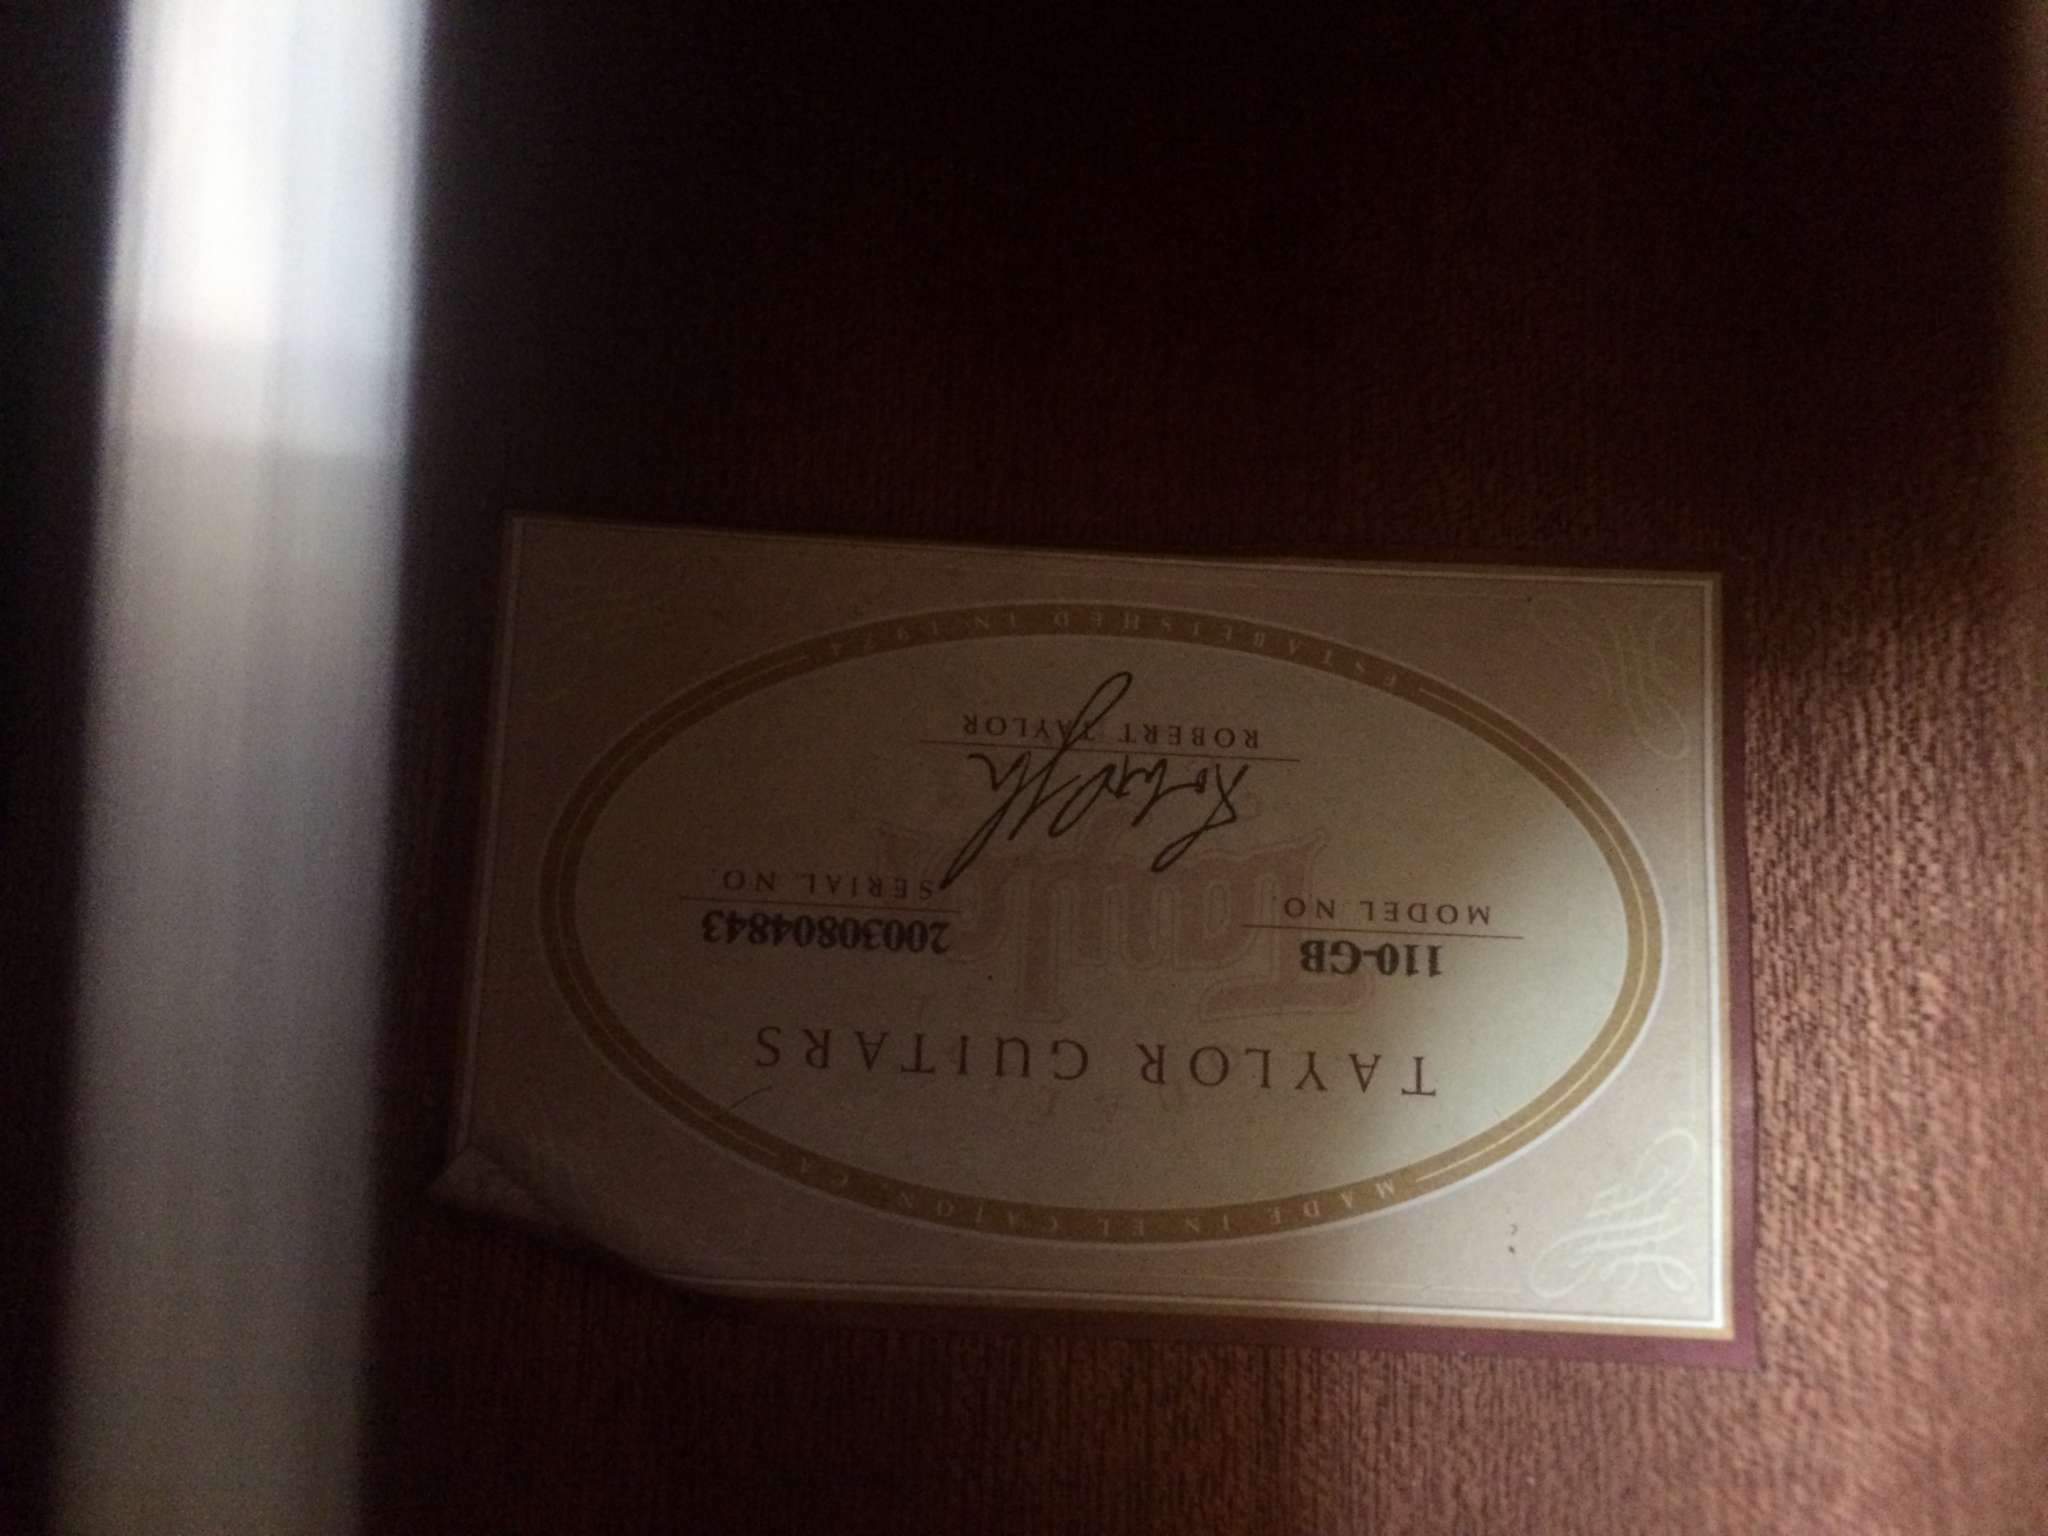 MADE IN EL CAJON, CA
TAYLOR GUITARS
110-GB 20030804843
MODEL NO. SERIAL NO.
Taylor
ROBERT TAYLOR
ESTABLISHED IN 1974